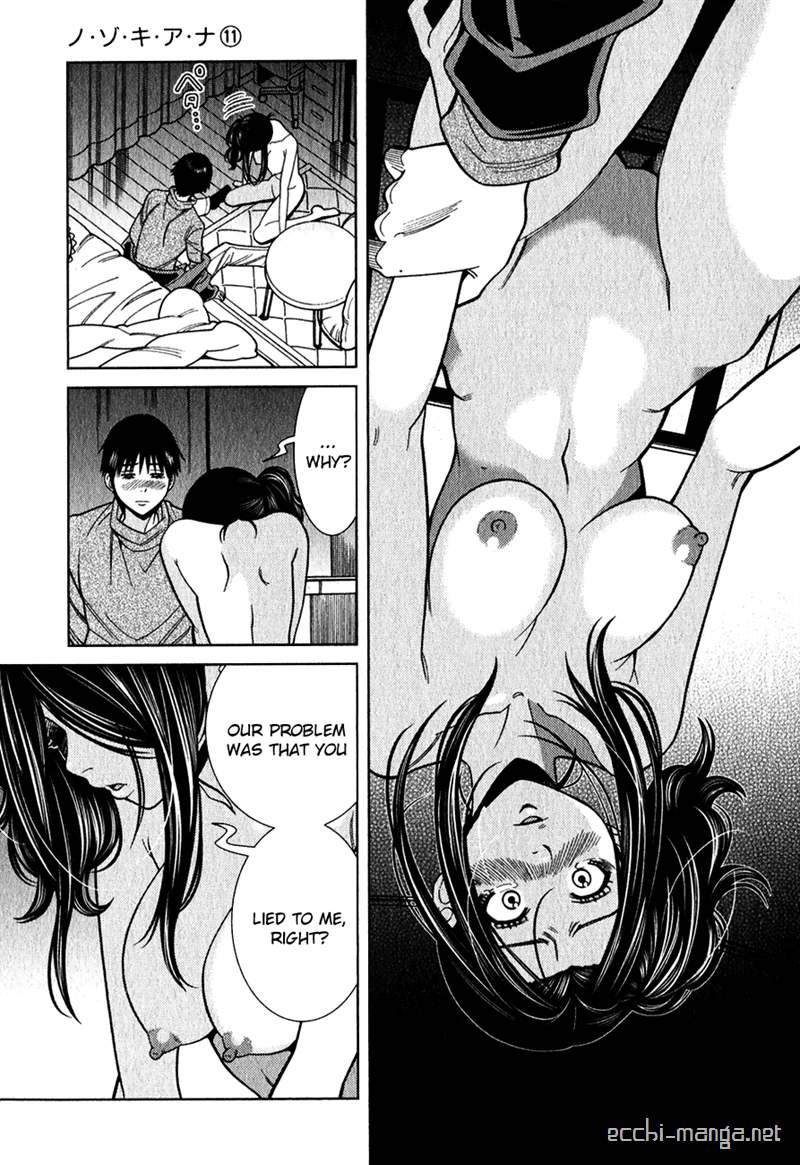 ノ・ゾ・キ・ア・ナ⑪
ペタ…
...
WHY?
OUR PROBLEM
WAS THAT YOU
LIED TO ME,
RIGHT?
ecchi-manga.net